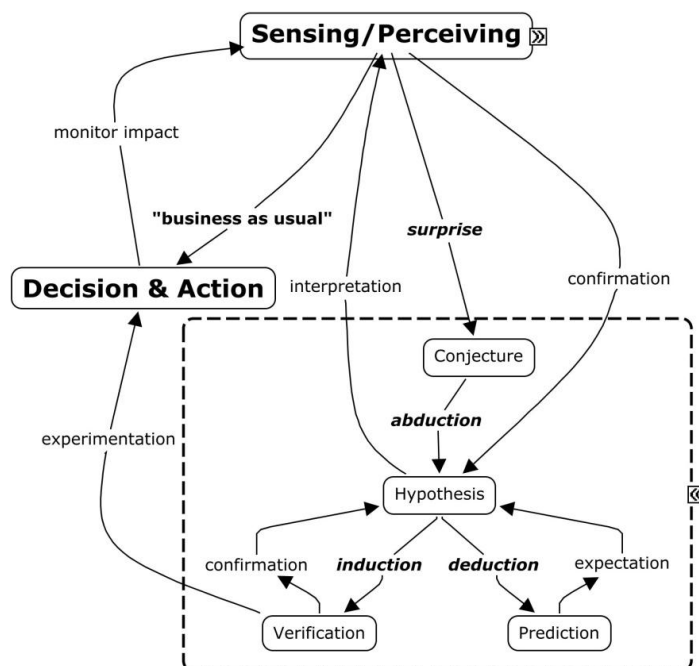 Sensing/Perceiving
monitor impact
"business as usual"
surprise
Decision & Action
interpretation
confirmation
Conjecture
abduction
experimentation
Hypothesis
confirmation
induction
deduction
expectation
Verification
Prediction